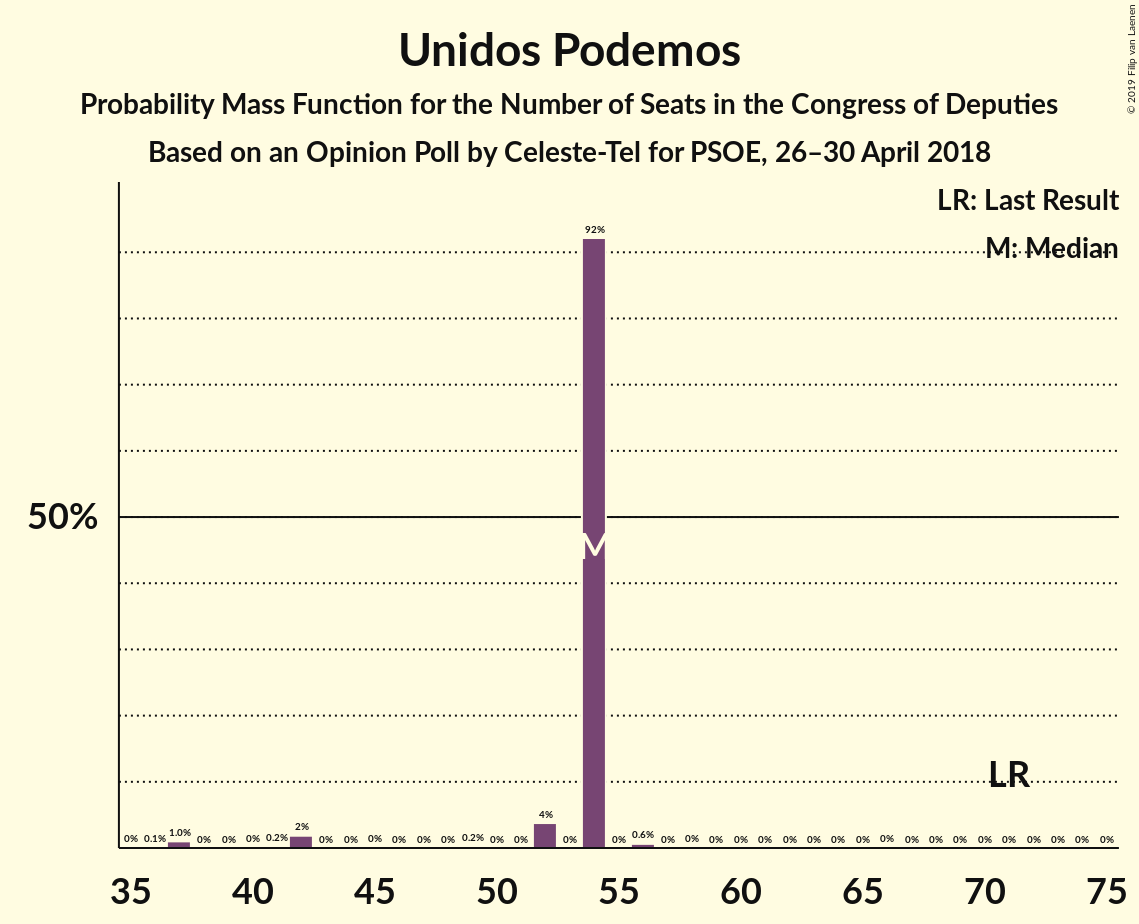 Unidos Podemos
Probability Mass Function for the Number of Seats in the Congress of Deputies
Based on an Opinion Poll by Celeste-Tel for PSOE, 26–30 April 2018
© 2019 Filip van Laenen
LR: Last Result
M: Median
92%
50%
M
LR
0% 0.1% 1.0% 0% 0% 0% 0.2% 2% 0% 0% 0% 0% 0% 0% 0.2% 0% 0% 4% 0% 0% 0.6% 0% 0% 0% 0% 0% 0% 0% 0% 0% 0% 0% 0% 0% 0% 0% 0% 0% 0% 0%
35 40 45 50 55 60 65 70 75